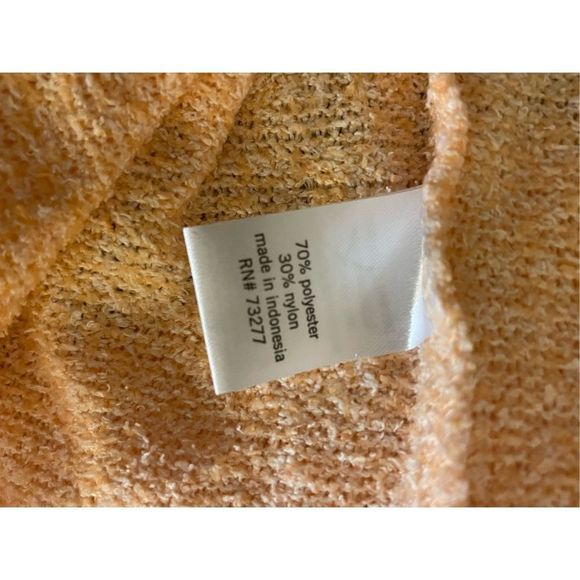 70% polyester
30% nylon
made in indonesia
RN# 73277